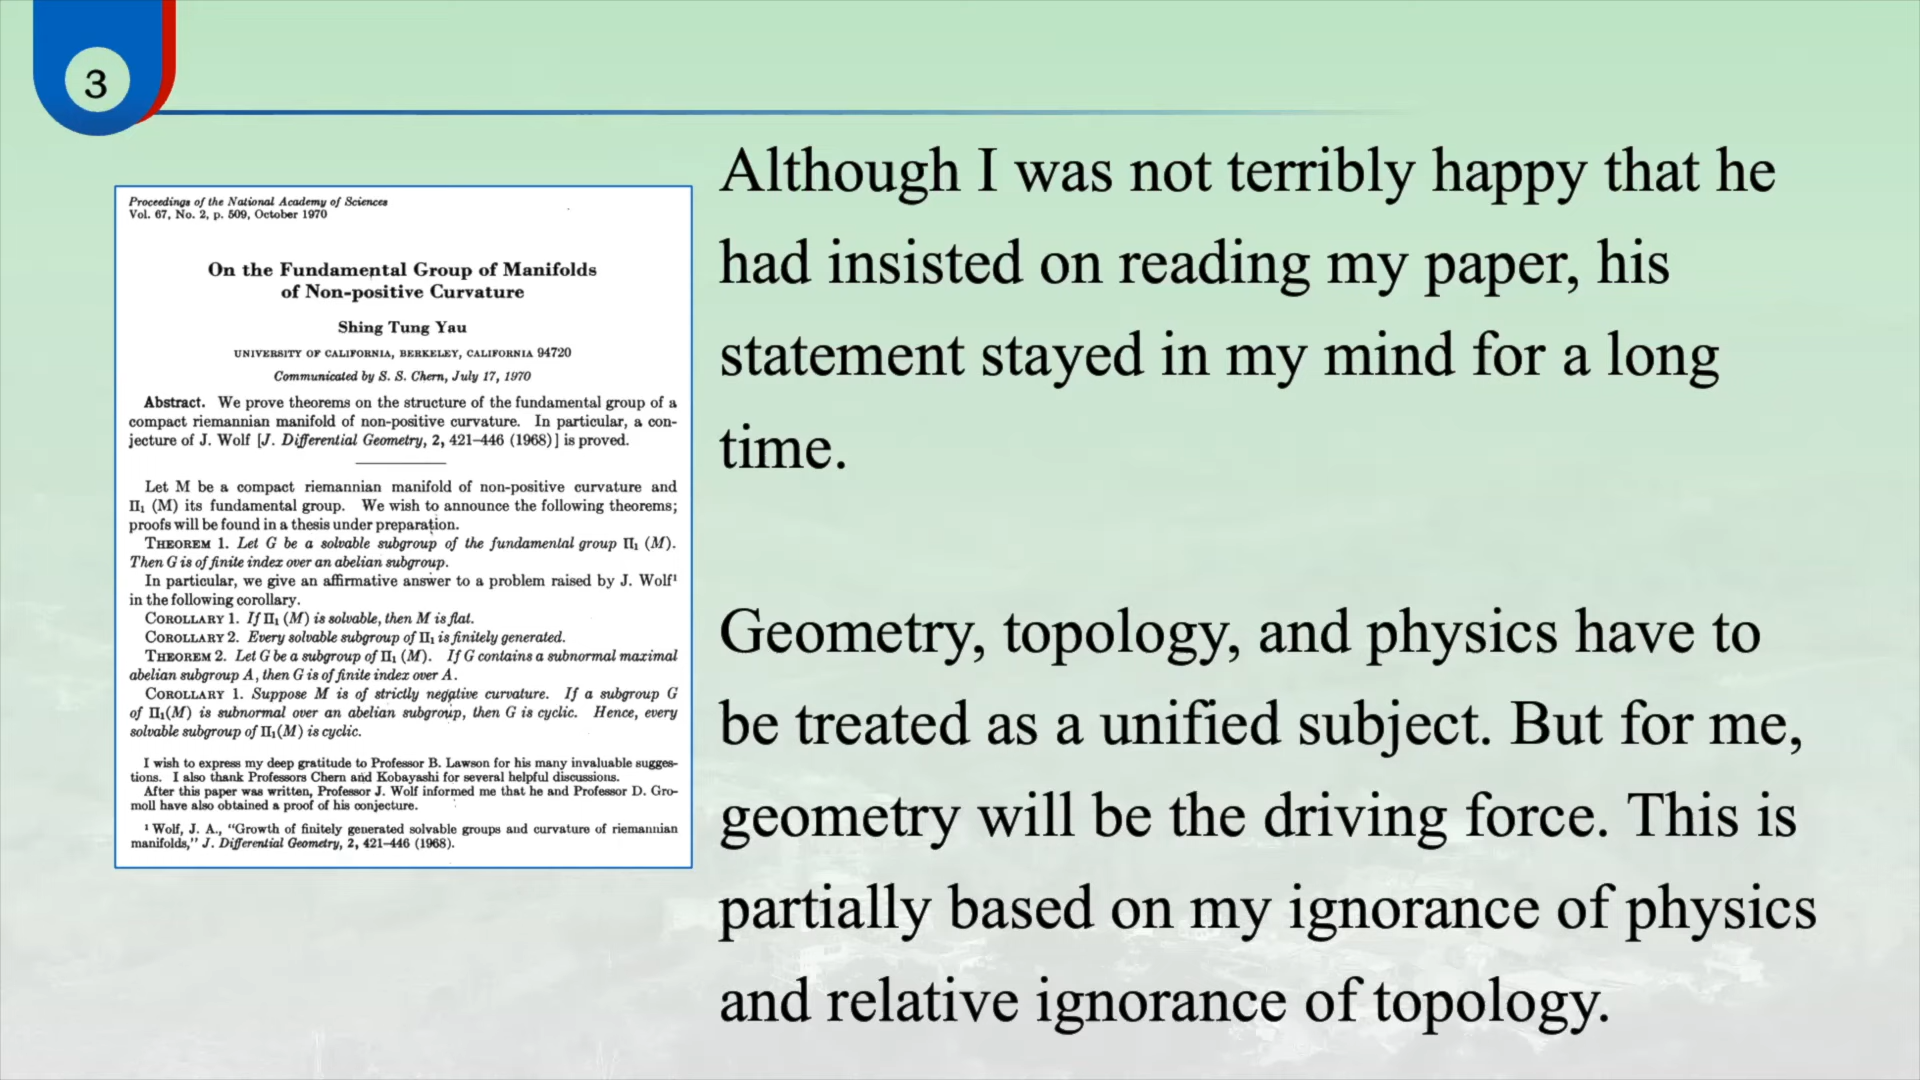 3
Proceedings of the National Academy of Sciences
Vol. 67, No. 2, p. 509, October 1970
On the Fundamental Group of Manifolds
of Non-positive Curvature
Shing Tung Yau
UNIVERSITY OF CALIFORNIA, BERKELEY, CALIFORNIA 94720
Communicated by S. S. Chern, July 17, 1970
Abstract. We prove theorems on the structure of the fundamental group of a
compact riemannian manifold of non-positive curvature. In particular, a con-
jecture of J. Wolf [J. Differential Geometry, 2, 421–446 (1968)] is proved.
Let M be a compact riemannian manifold of non-positive curvature and
Π₁ (M) its fundamental group. We wish to announce the following theorems;
proofs will be found in a thesis under preparation.
THEOREM 1. Let G be a solvable subgroup of the fundamental group Π₁ (M).
Then G is of finite index over an abelian subgroup.
In particular, we give an affirmative answer to a problem raised by J. Wolf¹
in the following corollary.
COROLLARY 1. If Π₁ (M) is solvable, then M is flat.
COROLLARY 2. Every solvable subgroup of Π₁ is finitely generated.
THEOREM 2. Let G be a subgroup of Π₁ (M). If G contains a subnormal maximal
abelian subgroup A, then G is of finite index over A.
COROLLARY 1. Suppose M is of strictly negative curvature. If a subgroup G
of Π₁(M) is subnormal over an abelian subgroup, then G is cyclic. Hence, every
solvable subgroup of Π₁(M) is cyclic.
I wish to express my deep gratitude to Professor B. Lawson for his many invaluable sugges-
tions. I also thank Professors Chern and Kobayashi for several helpful discussions.
After this paper was written, Professor J. Wolf informed me that he and Professor D. Gro-
moll have also obtained a proof of his conjecture.
¹ Wolf, J. A., "Growth of finitely generated solvable groups and curvature of riemannian
manifolds," J. Differential Geometry, 2, 421–446 (1968).
Although I was not terribly happy that he
had insisted on reading my paper, his
statement stayed in my mind for a long
time.
Geometry, topology, and physics have to
be treated as a unified subject. But for me,
geometry will be the driving force. This is
partially based on my ignorance of physics
and relative ignorance of topology.